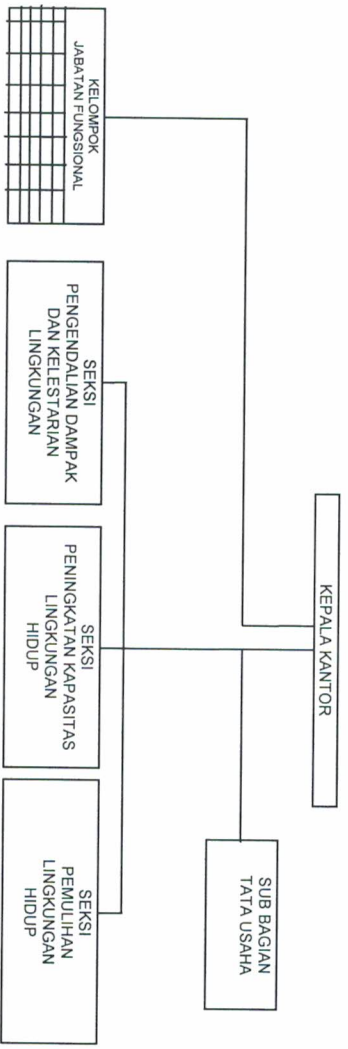 KEPALA KANTOR
SUB BAGIAN
TATA USAHA
KELOMPOK
JABATAN FUNGSIONAL
SEKSI
PENGENDALIAN DAMPAK
DAN KELESTARIAN
LINGKUNGAN
SEKSI
PENINGKATAN KAPASITAS
LINGKUNGAN
HIDUP
SEKSI
PEMULIHAN
LINGKUNGAN
HIDUP